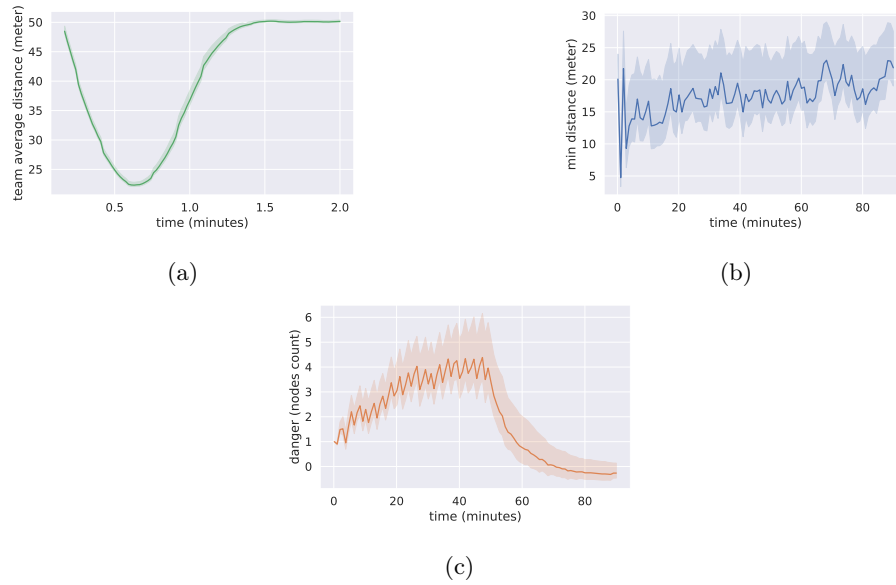 team average distance (meter)
50
45
40
35
30
25
0.5 1.0 1.5 2.0
time (minutes)
(a)
min distance (meter)
30
25
20
15
10
5
0 20 40 60 80
time (minutes)
(b)
danger (nodes count)
6
5
4
3
2
1
0
0 20 40 60 80
time (minutes)
(c)